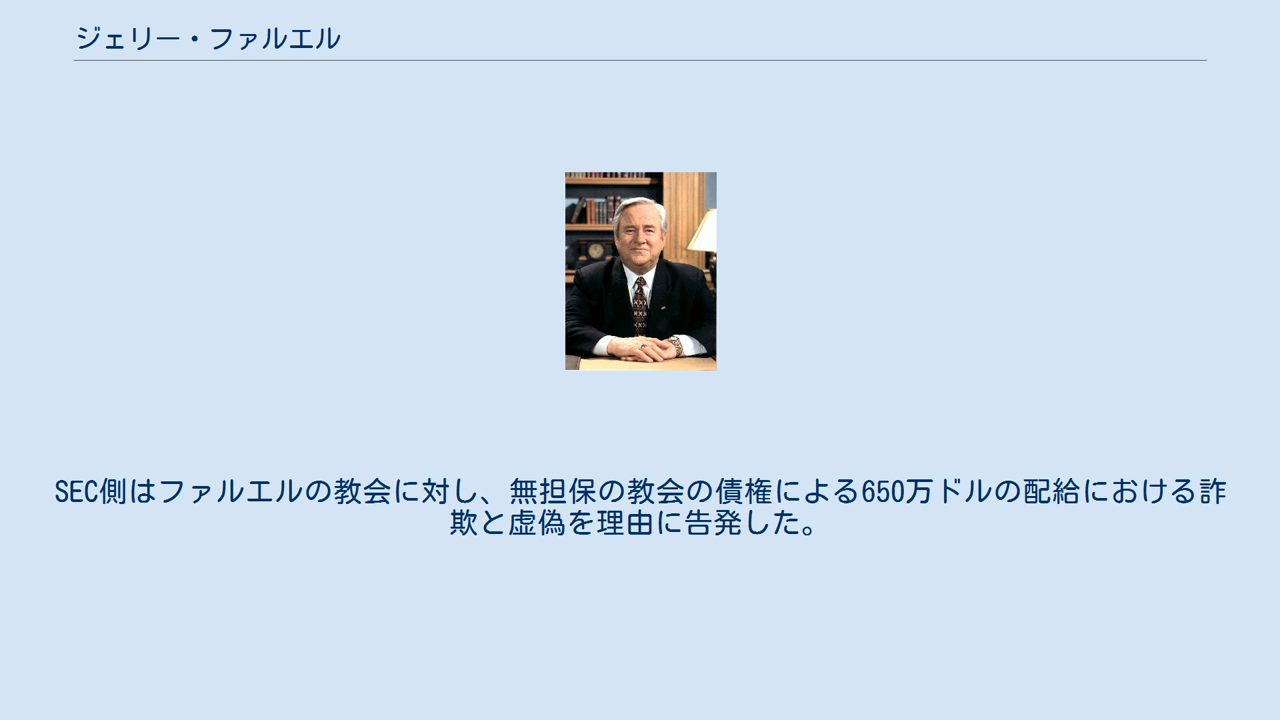 ジェリー・ファルエル
SEC側はファルエルの教会に対し、無担保の教会の債権による650万ドルの配給における詐
欺と虚偽を理由に告発した。